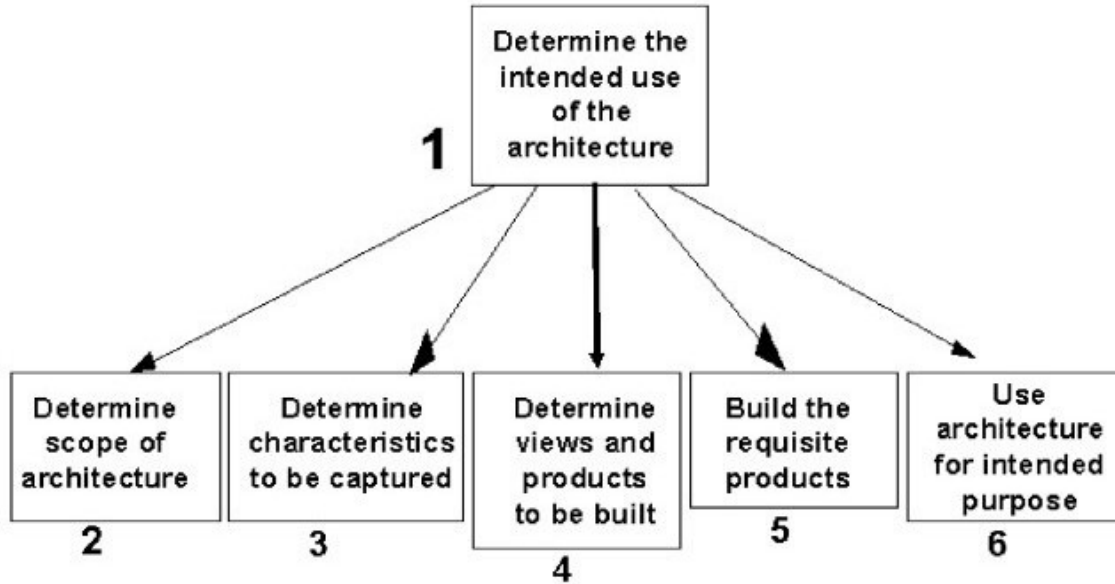 Determine the
intended use
of the
architecture
1
Determine
scope of
architecture
2
Determine
characteristics
to be captured
3
Determine
views and
products
to be built
4
Build the
requisite
products
5
Use
architecture
for intended
purpose
6